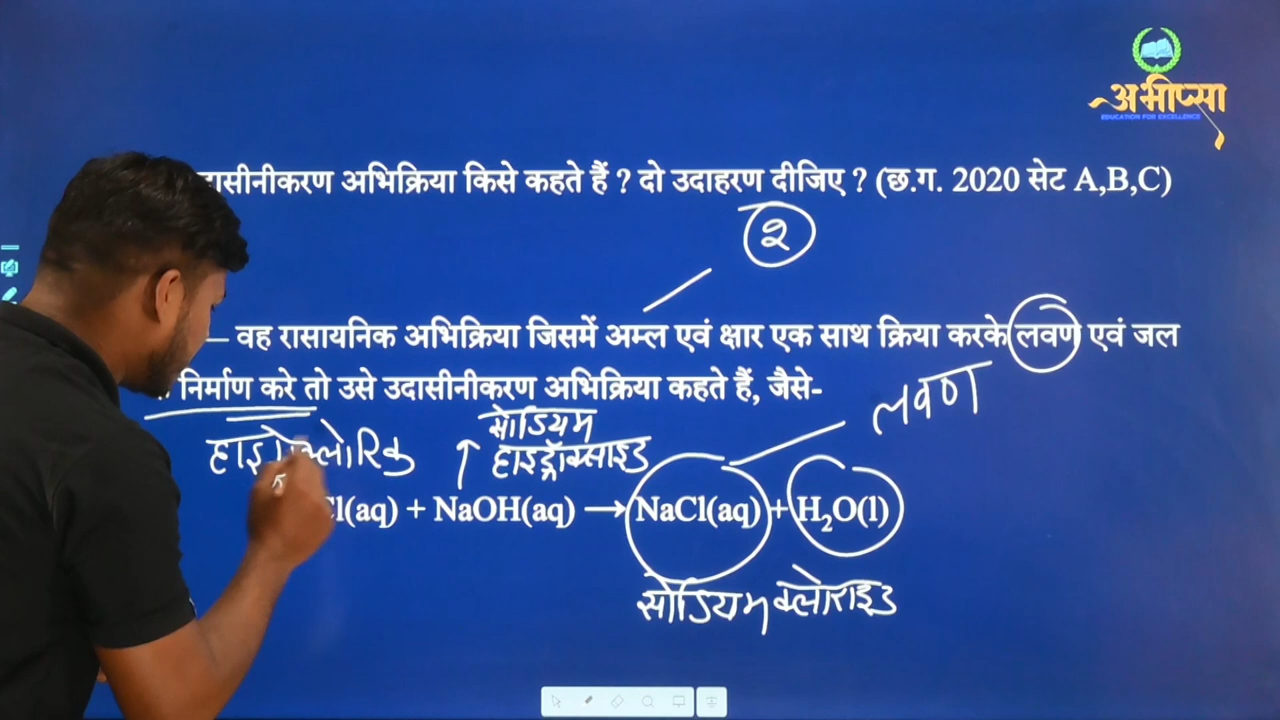 अभीप्सा
EDUCATION FOR EXCELLENCE
दासीनीकरण अभिक्रिया किसे कहते हैं ? दो उदाहरण दीजिए ? (छ.ग. 2020 सेट A,B,C)
२
— वह रासायनिक अभिक्रिया जिसमें अम्ल एवं क्षार एक साथ क्रिया करके लवण एवं जल
निर्माण करे तो उसे उदासीनीकरण अभिक्रिया कहते हैं, जैसे-
लवण
सोडियम
हाइड्रॉक्साइड
Cl(aq) + NaOH(aq) → NaCl(aq) + H₂O(l)
सोडियम क्लोराइड